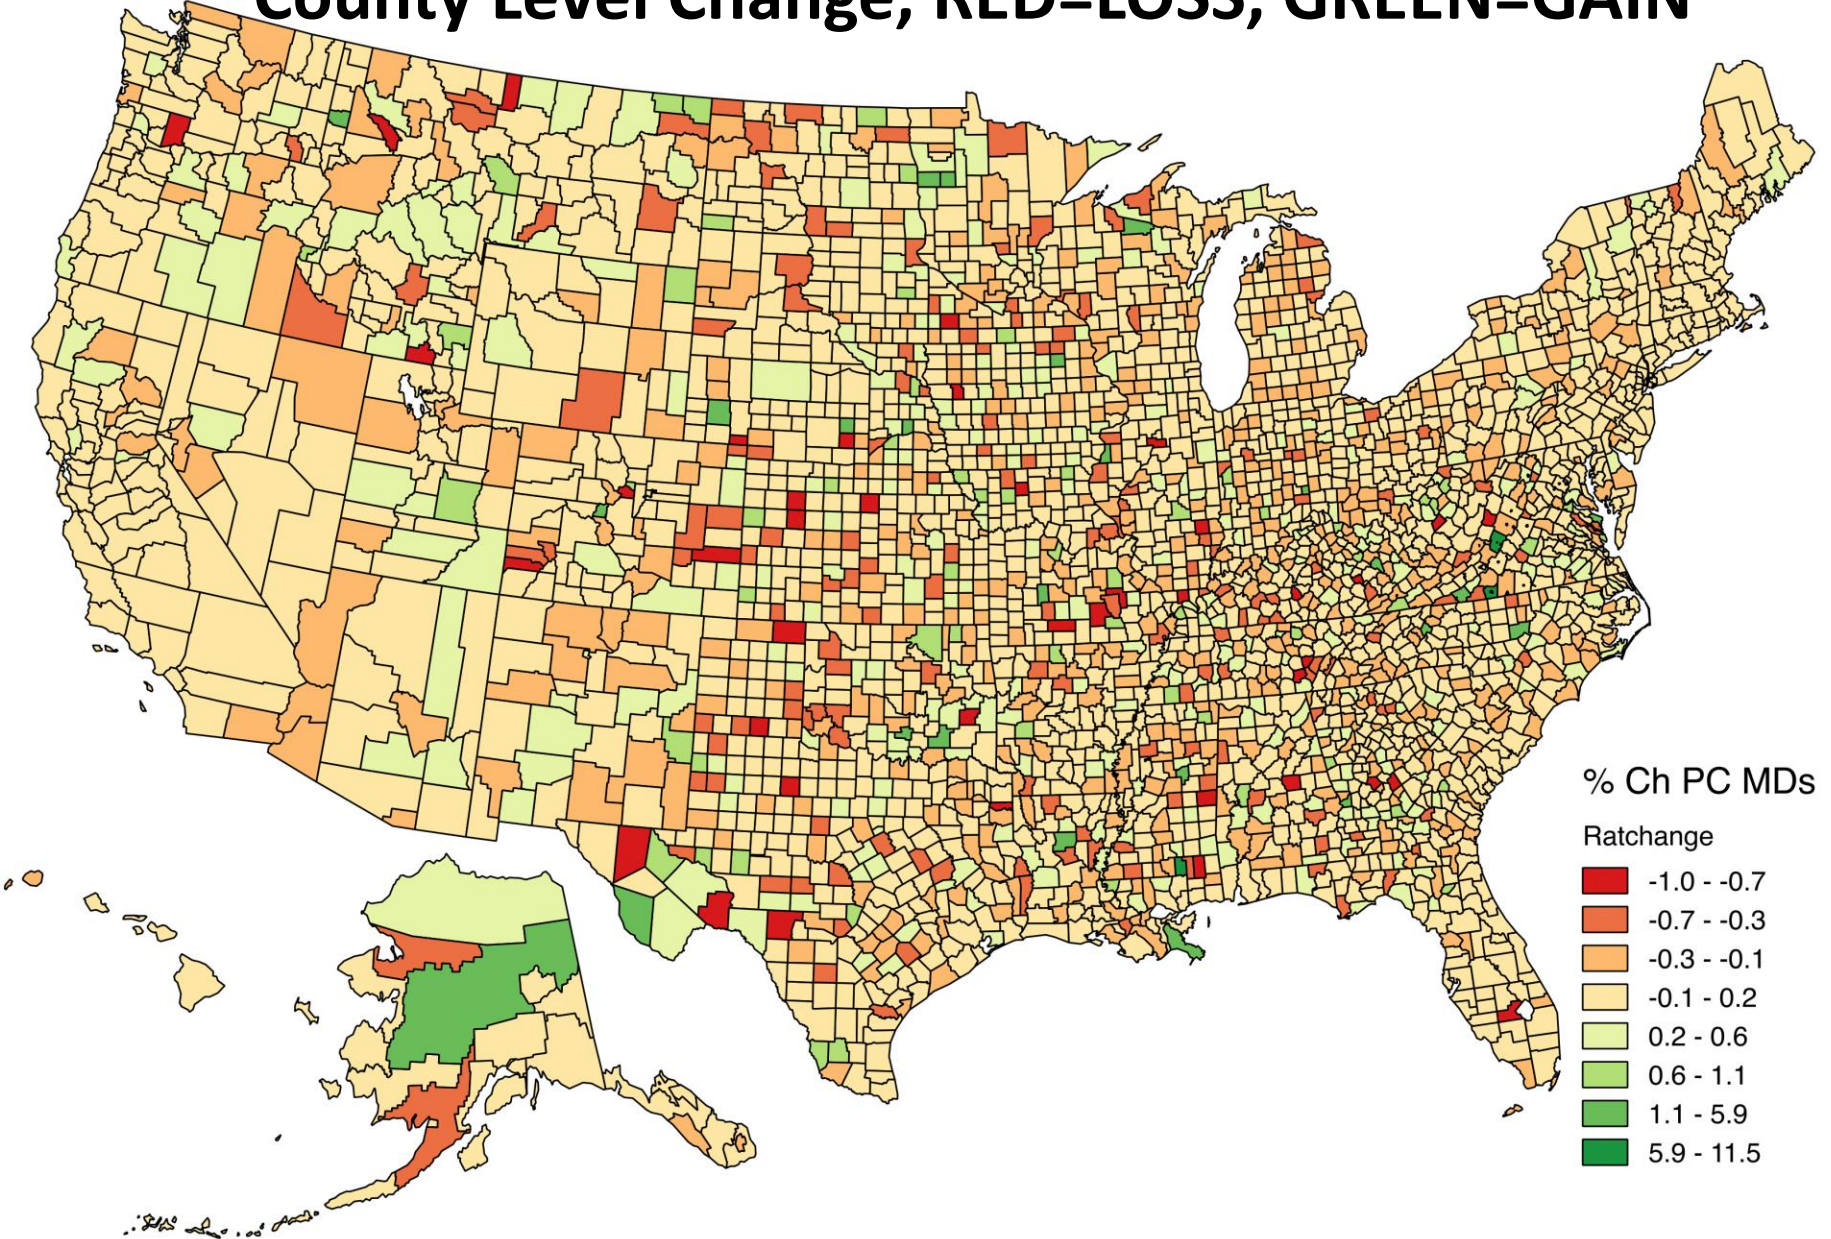 County Level Change, RED=LOSS, GREEN=GAIN
% Ch PC MDs
Ratchange
-1.0 - -0.7
-0.7 - -0.3
-0.3 - -0.1
-0.1 - 0.2
0.2 - 0.6
0.6 - 1.1
1.1 - 5.9
5.9 - 11.5